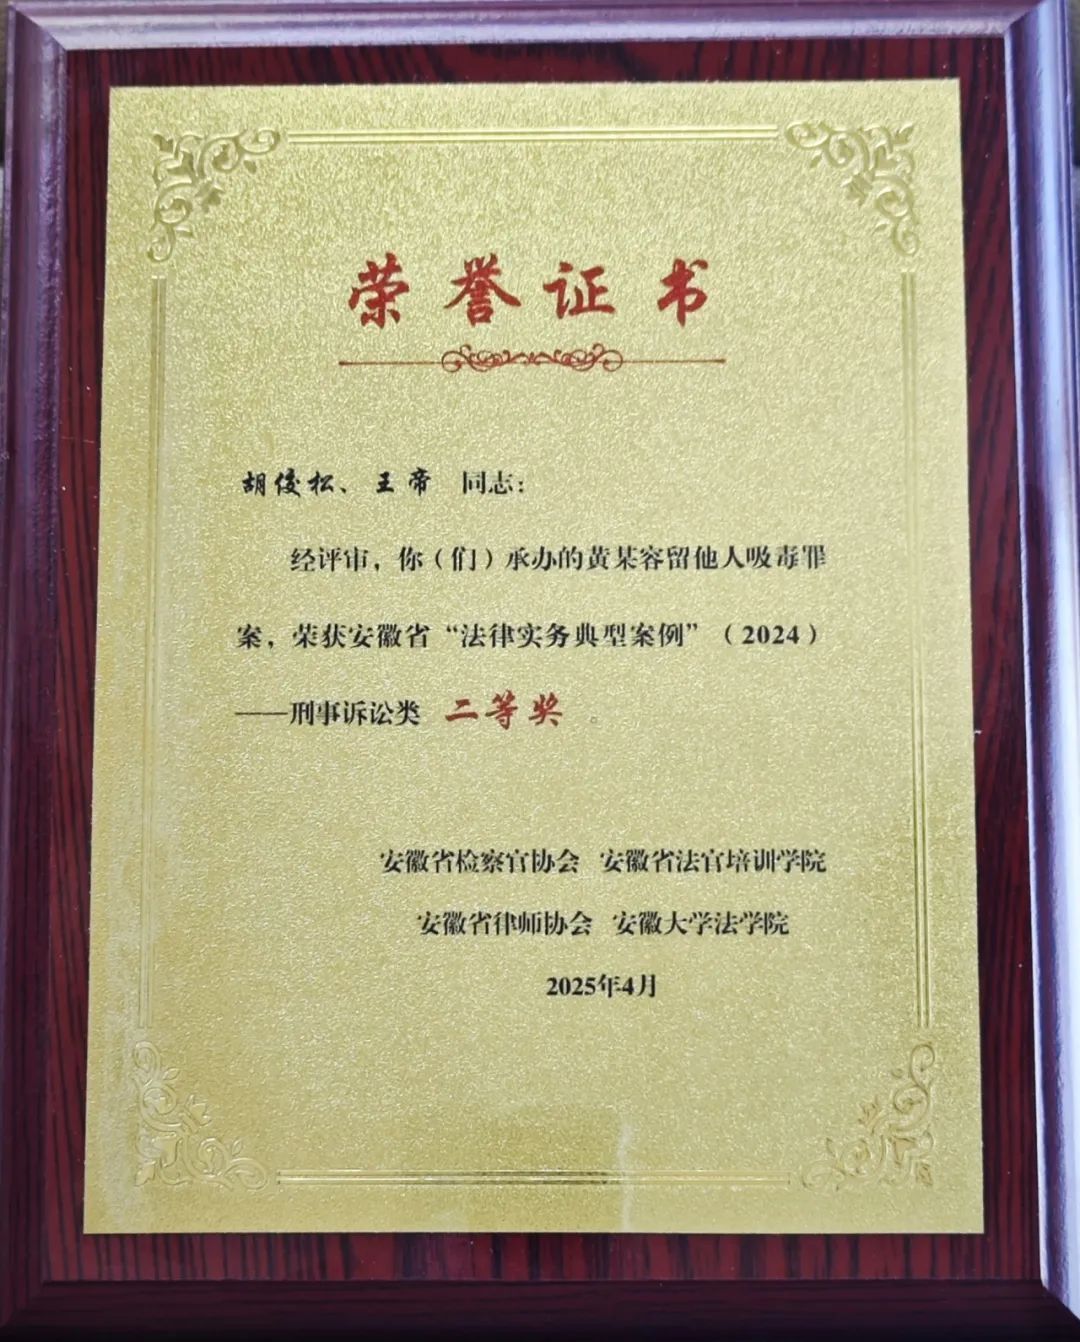 荣誉证书
胡俊松、王帝 同志：
经评审，你（们）承办的黄某容留他人吸毒罪
案，荣获安徽省“法律实务典型案例”（2024）
——刑事诉讼类 二等奖 。
安徽省检察官协会 安徽省法官培训学院
安徽省律师协会 安徽大学法学院
2025年4月